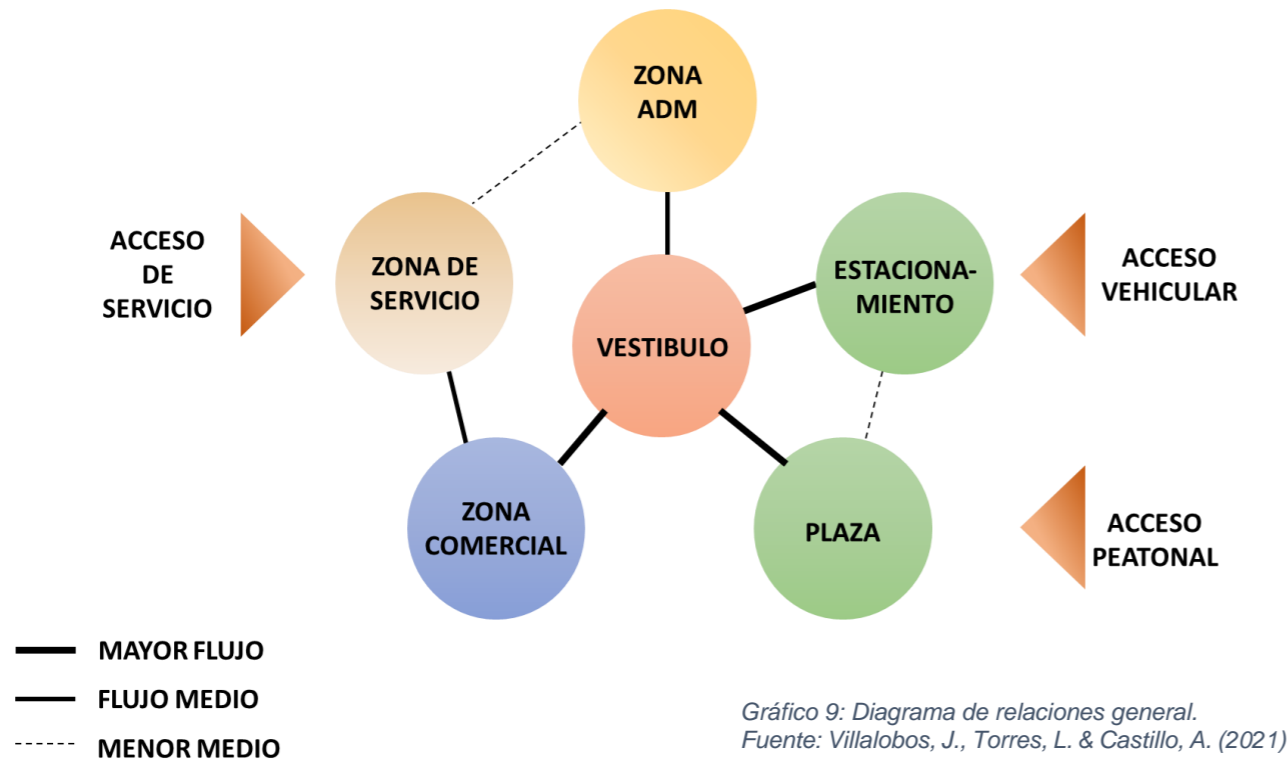 ZONA
ADM
ACCESO
DE
SERVICIO
ZONA DE
SERVICIO
ESTACIONA-
MIENTO
ACCESO
VEHICULAR
VESTIBULO
ZONA
COMERCIAL
PLAZA
ACCESO
PEATONAL
MAYOR FLUJO
FLUJO MEDIO
MENOR MEDIO
Gráfico 9: Diagrama de relaciones general.
Fuente: Villalobos, J., Torres, L. & Castillo, A. (2021)